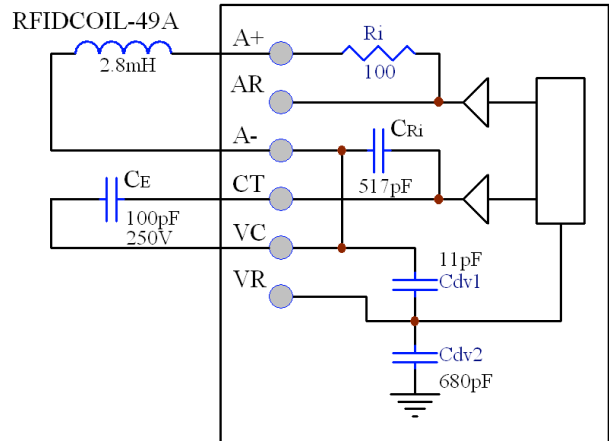 RFIDCOIL-49A
2.8mH
A+
Ri
100
AR
A-
CRi
517pF
CE
100pF
250V
CT
VC
11pF
Cdv1
VR
Cdv2
680pF